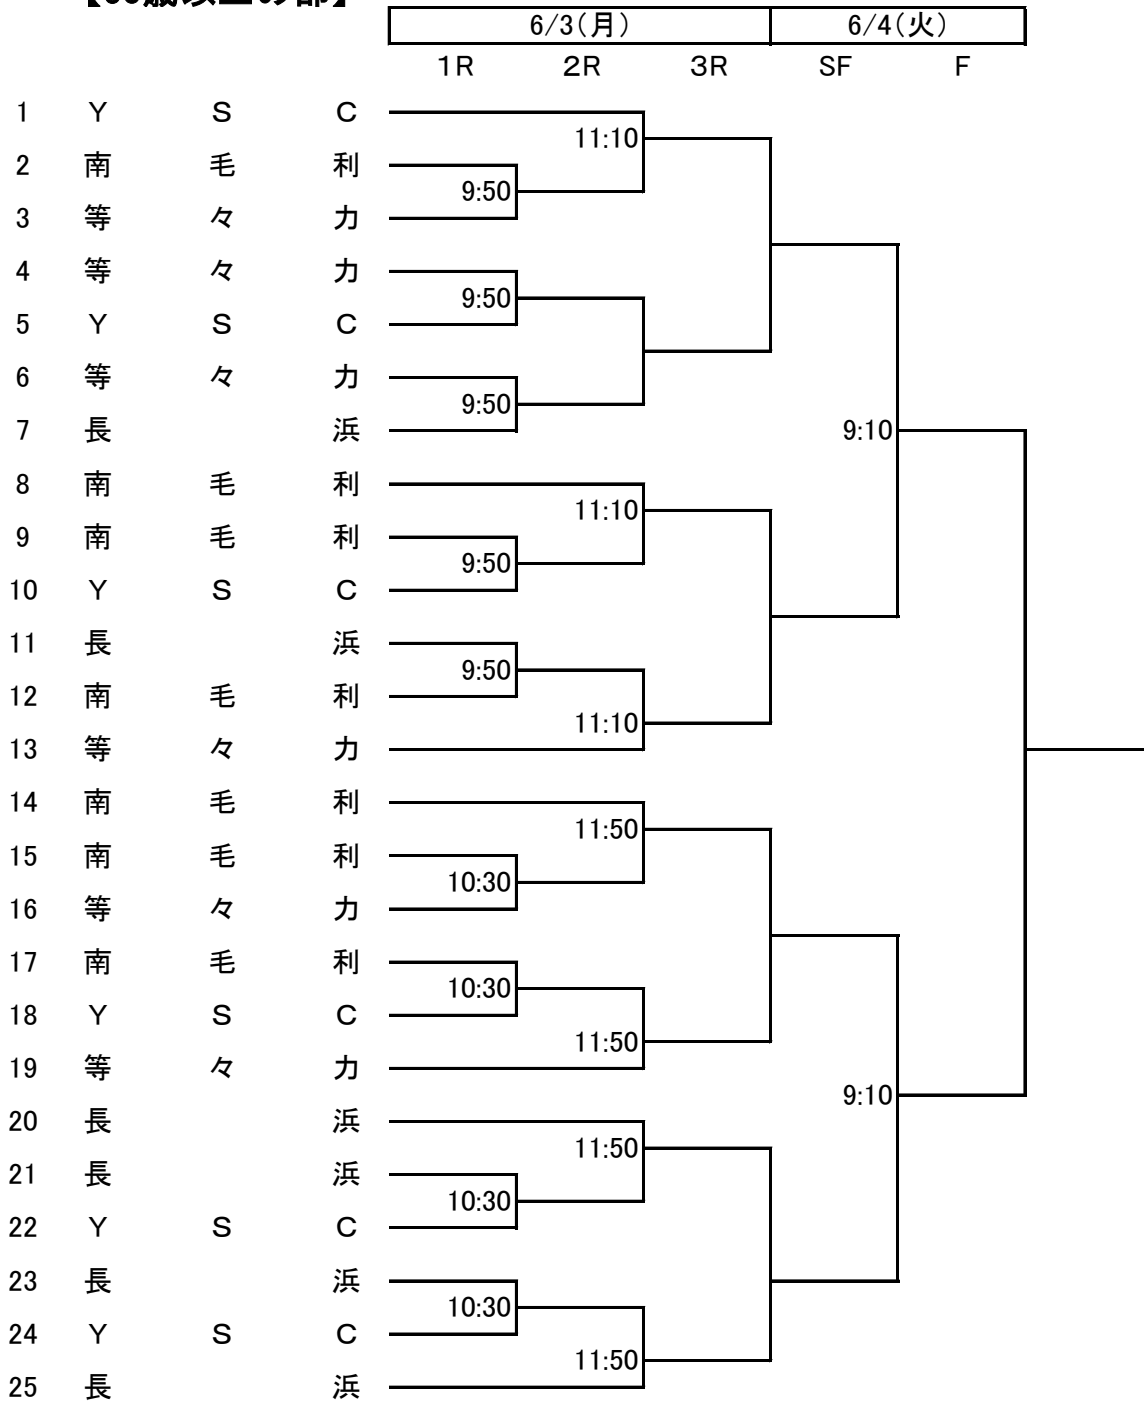 6/3(月) 6/4(火)
1R 2R 3R SF F
1 Y S C
11:10
2 南 毛 利
9:50
3 等 々 力
4 等 々 力
9:50
5 Y S C
6 等 々 力
9:50
7 長 浜
9:10
8 南 毛 利
11:10
9 南 毛 利
9:50
10 Y S C
11 長 浜
9:50
12 南 毛 利
11:10
13 等 々 力
14 南 毛 利
11:50
15 南 毛 利
10:30
16 等 々 力
17 南 毛 利
10:30
18 Y S C
11:50
19 等 々 力
9:10
20 長 浜
11:50
21 長 浜
10:30
22 Y S C
23 長 浜
10:30
24 Y S C
11:50
25 長 浜